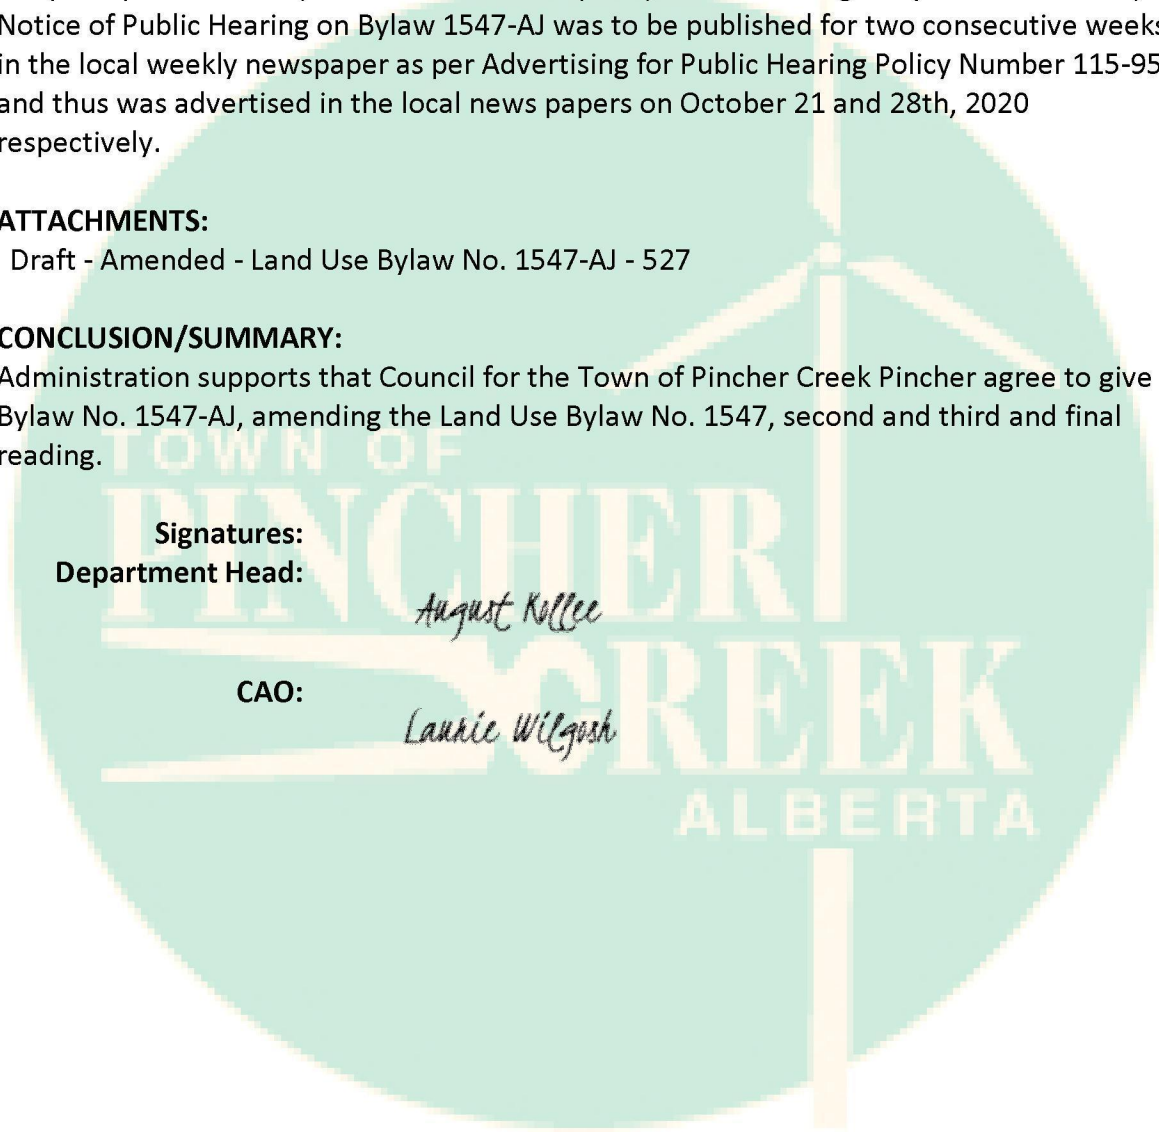 Notice of Public Hearing on Bylaw 1547-AJ was to be published for two consecutive weeks
in the local weekly newspaper as per Advertising for Public Hearing Policy Number 115-95
and thus was advertised in the local news papers on October 21 and 28th, 2020
respectively.
ATTACHMENTS:
Draft - Amended - Land Use Bylaw No. 1547-AJ - 527
CONCLUSION/SUMMARY:
Administration supports that Council for the Town of Pincher Creek Pincher agree to give
Bylaw No. 1547-AJ, amending the Land Use Bylaw No. 1547, second and third and final
reading.
TOWN OF
PINCHER
CREEK
ALBERTA
Signatures:
Department Head:
August Kollee
CAO:
Laurie Wilgosh